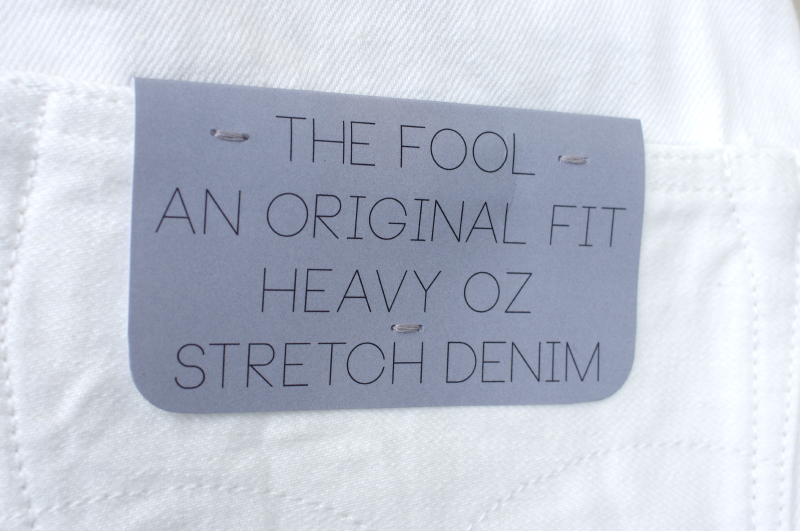 THE FOOL
AN ORIGINAL FIT
HEAVY OZ
STRETCH DENIM